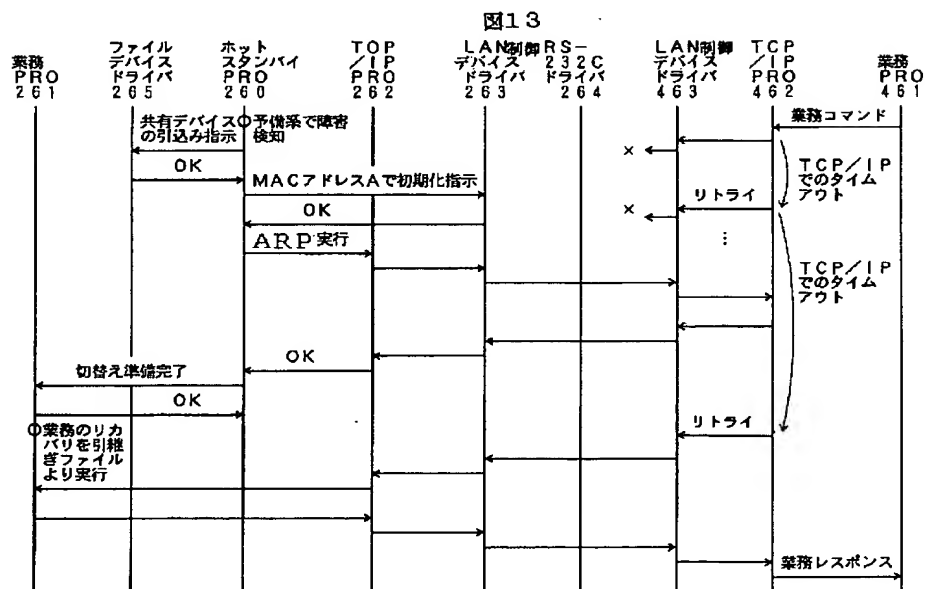 図13
業務
PRO
261
ファイル
デバイス
ドライバ
265
ホット
スタンバイ
PRO
260
TOP
/IP
PRO
262
LAN制御
デバイス
ドライバ
263
RS-
232C
ドライバ
264
LAN制御
デバイス
ドライバ
463
TCP
/IP
PRO
462
業務
PRO
461
共有デバイス
の引込み指示
予備系で障害
検知
OK
MACアドレスAで初期化指示
OK
ARP実行
OK
切替え準備完了
OK
業務のリカ
バリを引継
ぎファイル
より実行
業務コマンド
×
TCP/IP
でのタイム
アウト
リトライ
×
⋮
TCP/IP
でのタイム
アウト
リトライ
業務レスポンス